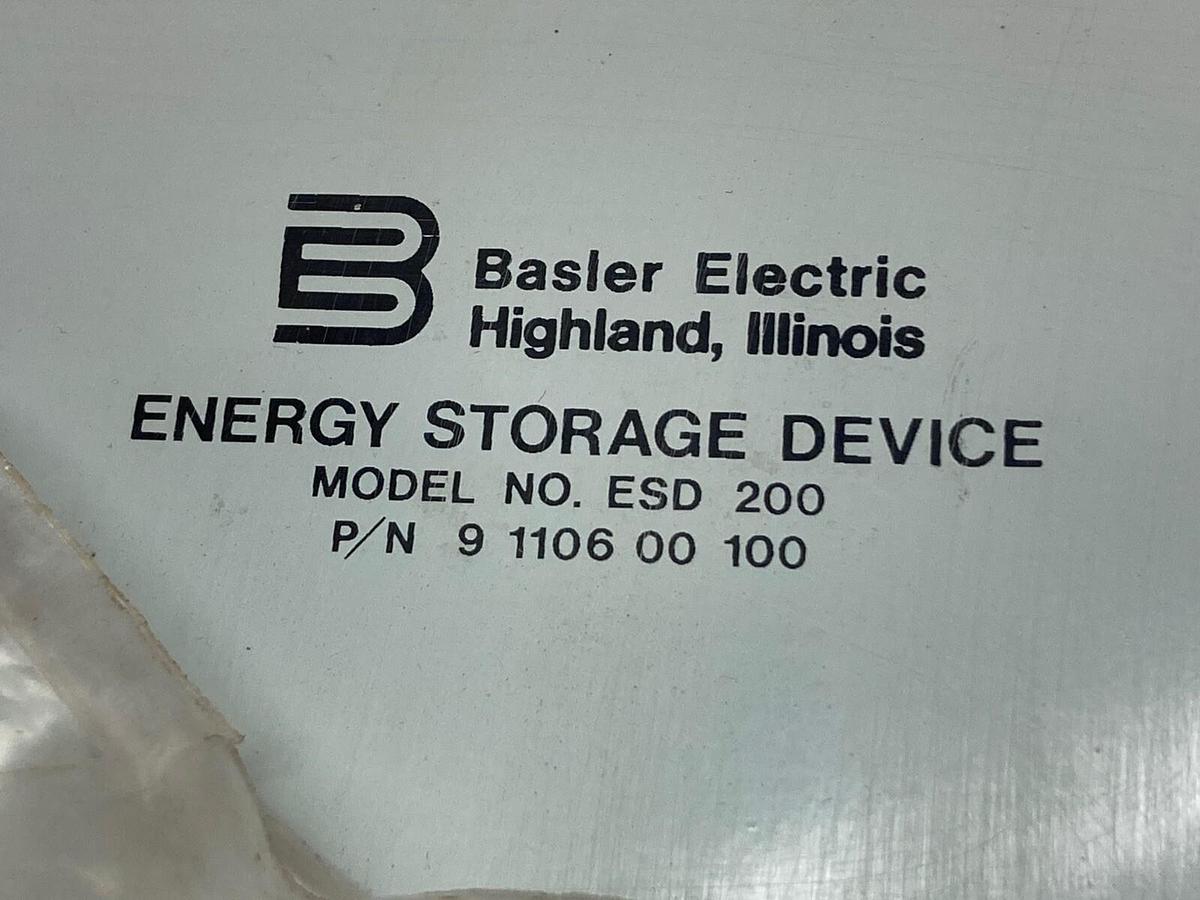 Basler Electric
Highland, Illinois
ENERGY STORAGE DEVICE
MODEL NO. ESD 200
P/N 9 1106 00 100